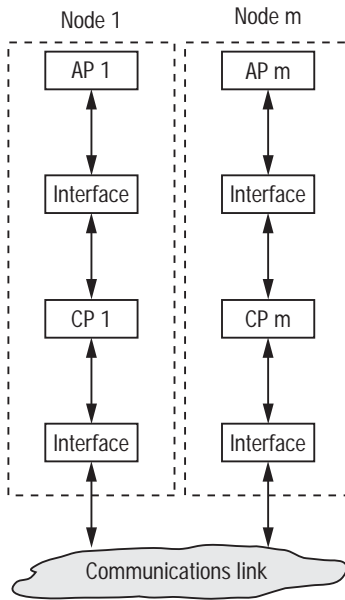 Node 1
AP 1
Interface
CP 1
Interface
Node m
AP m
Interface
CP m
Interface
Communications link